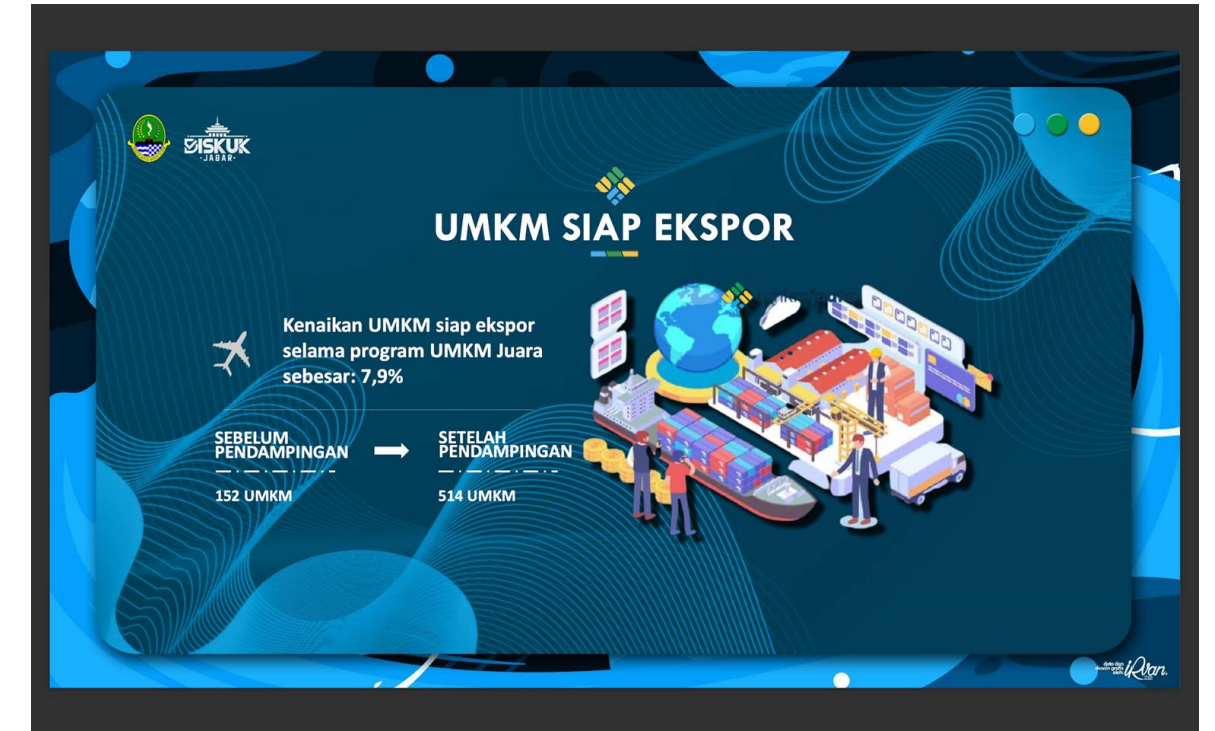 DISKUK
·JABAR·
UMKM SIAP EKSPOR
Kenaikan UMKM siap ekspor
selama program UMKM Juara
sebesar: 7,9%
SEBELUM
PENDAMPINGAN
152 UMKM
SETELAH
PENDAMPINGAN
514 UMKM
iRvan.